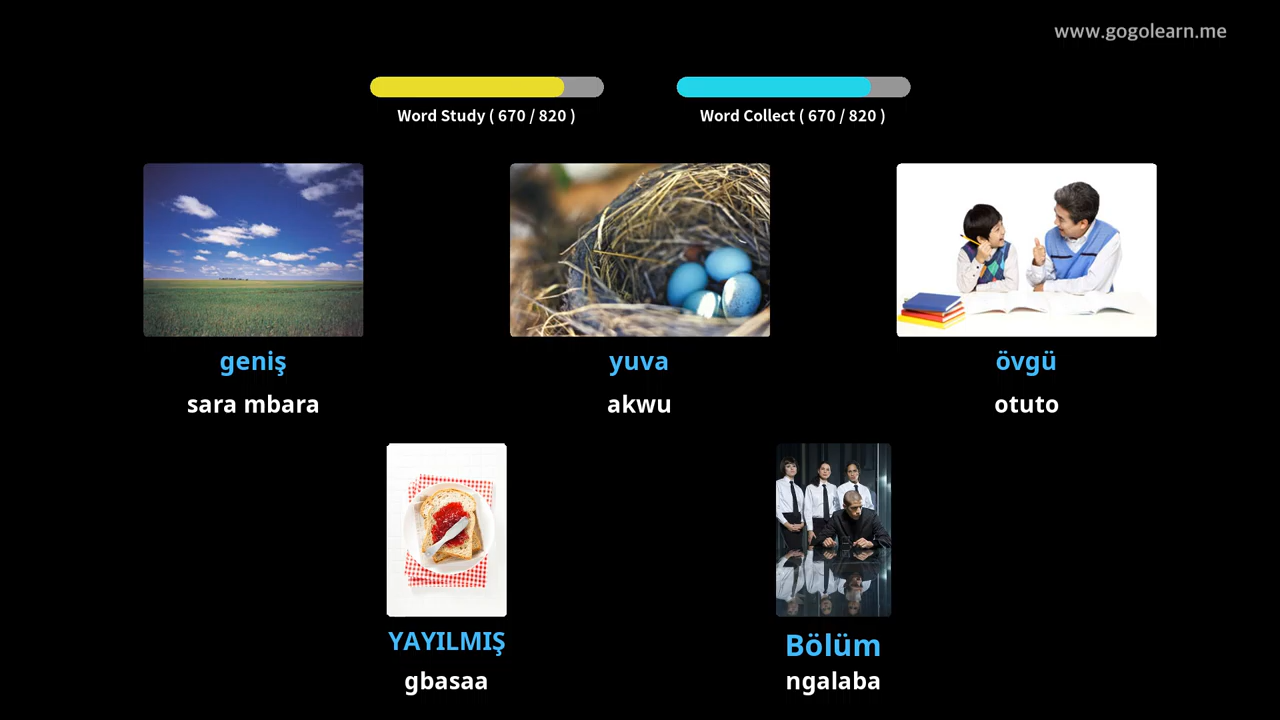 www.gogolearn.me
Word Study ( 670 / 820 )
Word Collect ( 670 / 820 )
geniş
yuva
övgü
sara mbara
akwu
otuto
YAYILMIŞ
Bölüm
gbasaa
ngalaba